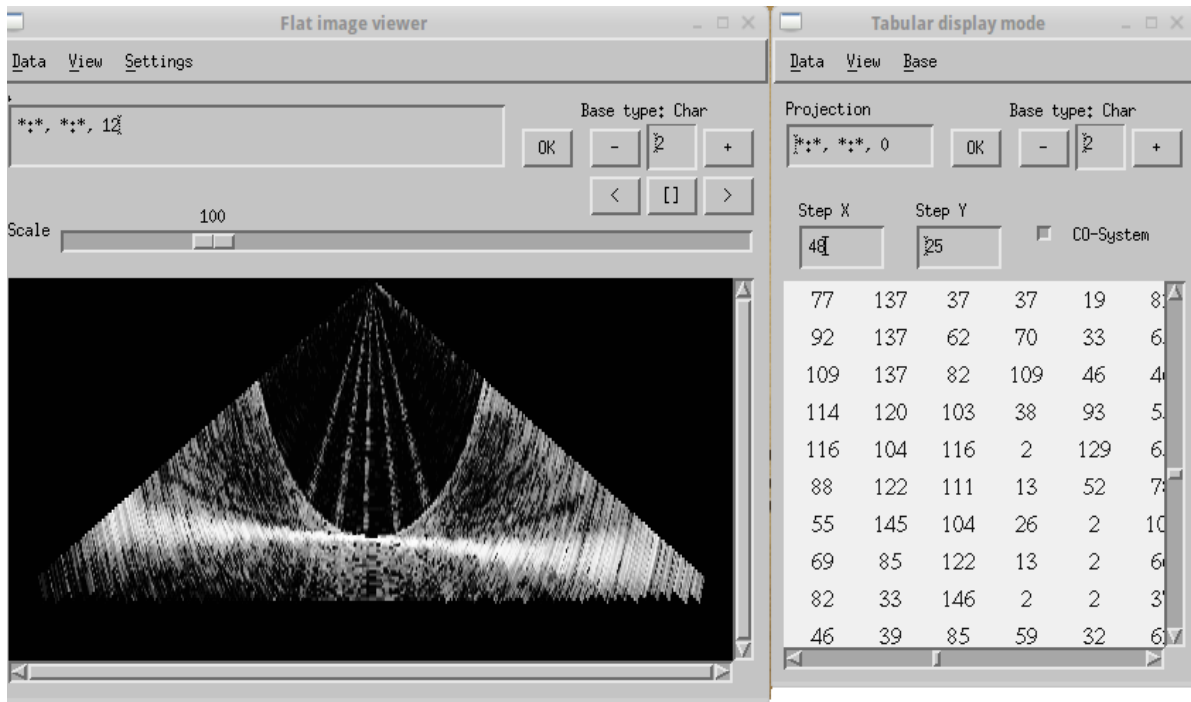 Flat image viewer
Data View Settings
*:*, *:*, 12
Base type: Char
OK
- 2 +
< [] >
Scale
100
Tabular display mode
Data View Base
Projection
Base type: Char
*:*, *:*, 0
OK
- 2 +
Step X
Step Y
48
25
CO-System
77 137 37 37 19
92 137 62 70 33
109 137 82 109 46
114 120 103 38 93
116 104 116 2 129
88 122 111 13 52
55 145 104 26 2
69 85 122 13 2
82 33 146 2 2
46 39 85 59 32